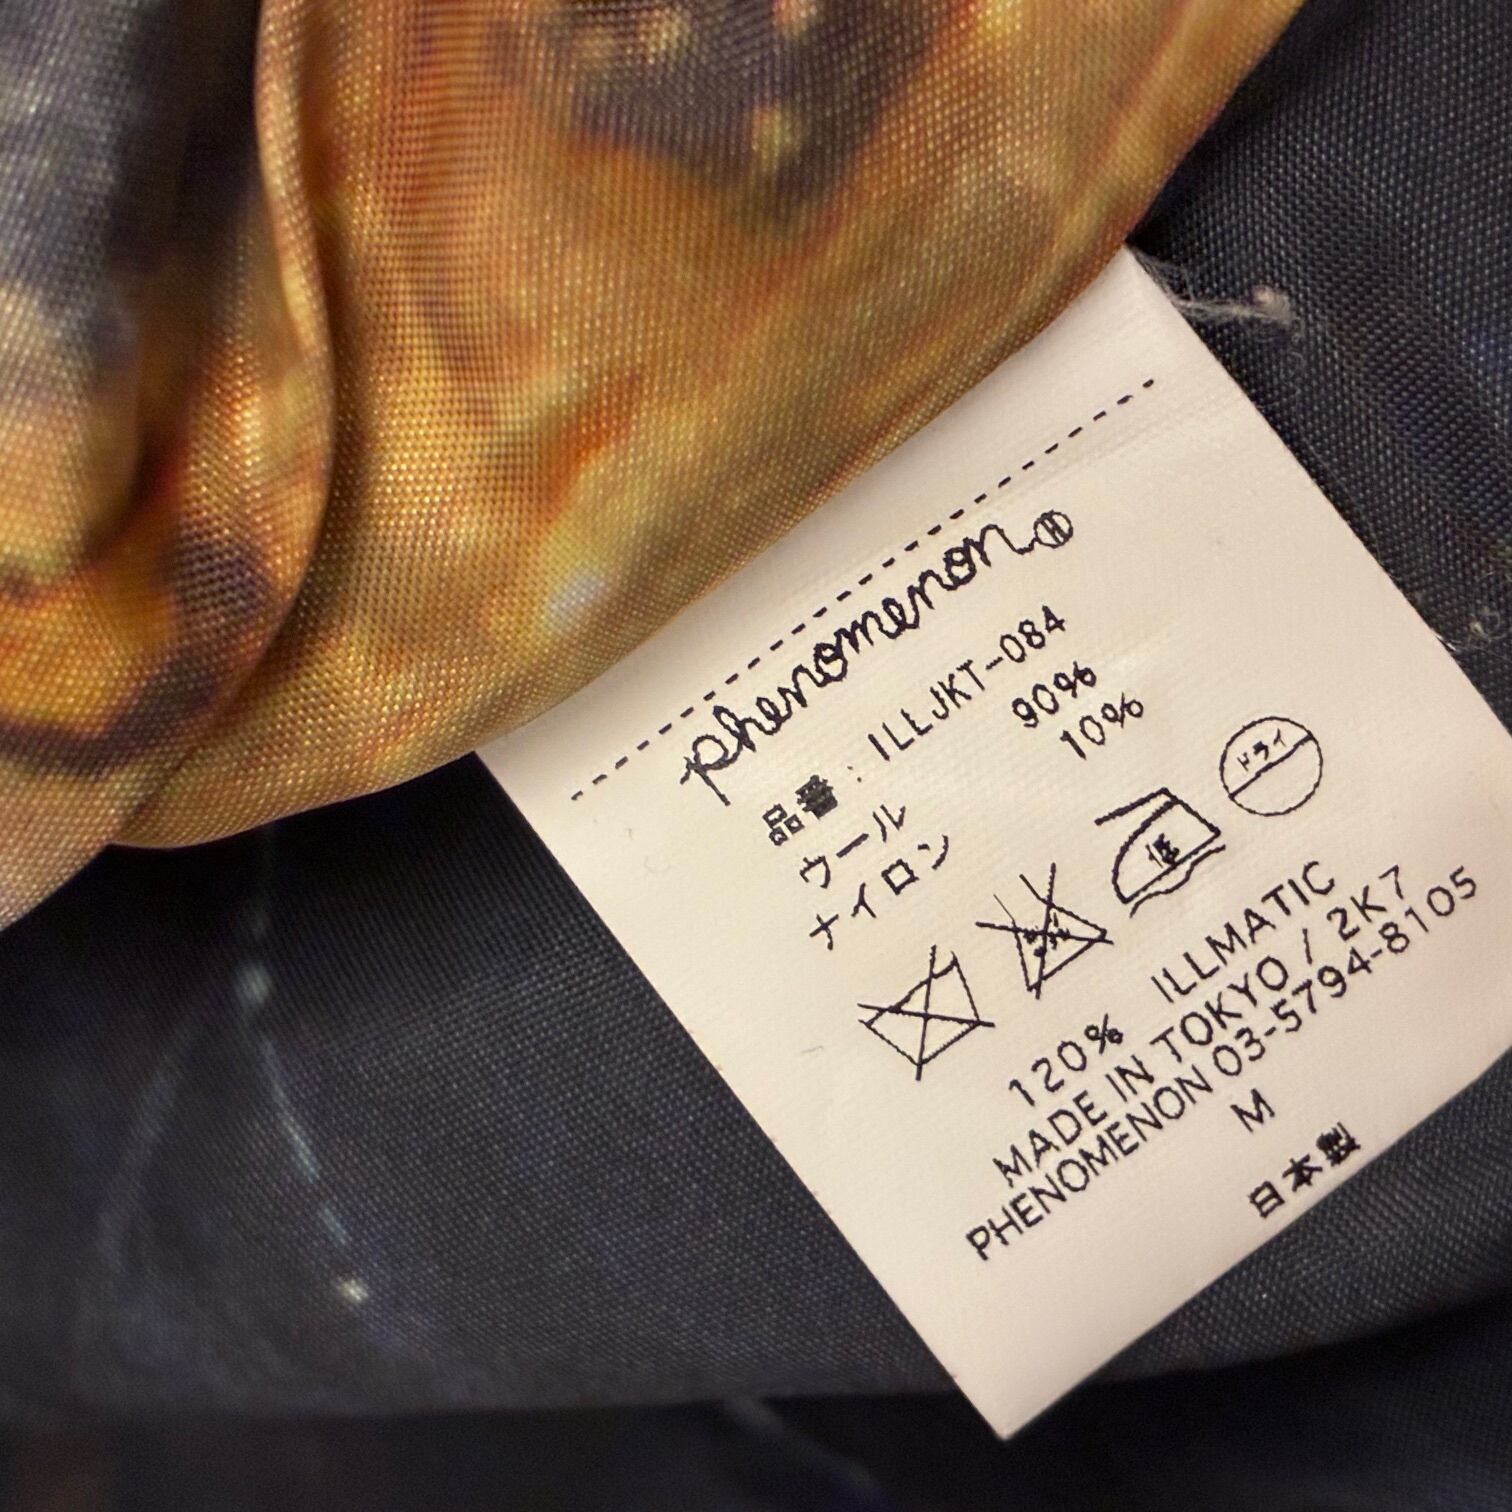 phenomenon Ⓗ
品番：ILLJKT-084
ウール 90%
ナイロン 10%
低 ドライ
120% ILLMATIC
MADE IN TOKYO / 2K7
PHENOMENON 03-5794-8105
M
日本製